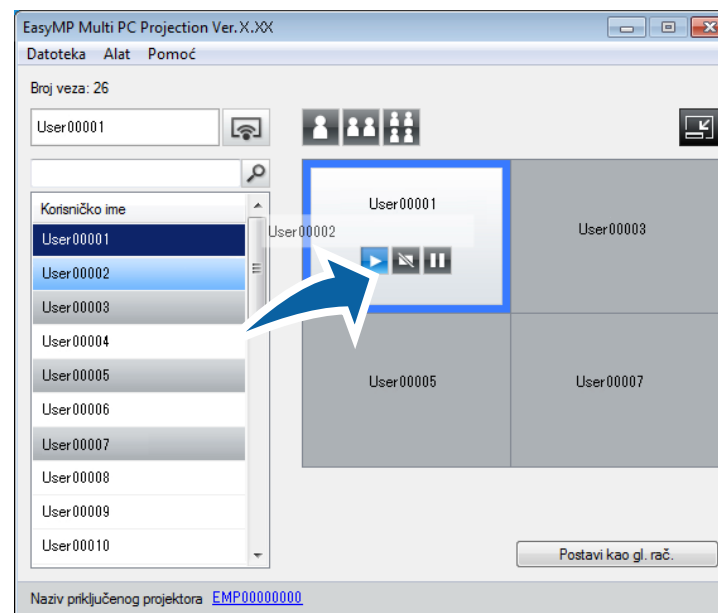 EasyMP Multi PC Projection Ver.X.XX
Datoteka Alat Pomoć
Broj veza: 26
User00001
Korisničko ime
User00001
User00002
User00003
User00004
User00005
User00006
User00007
User00008
User00009
User00010
User00001
User00002
User00003
User00005
User00007
Postavi kao gl. rač.
Naziv priključenog projektora EMP00000000